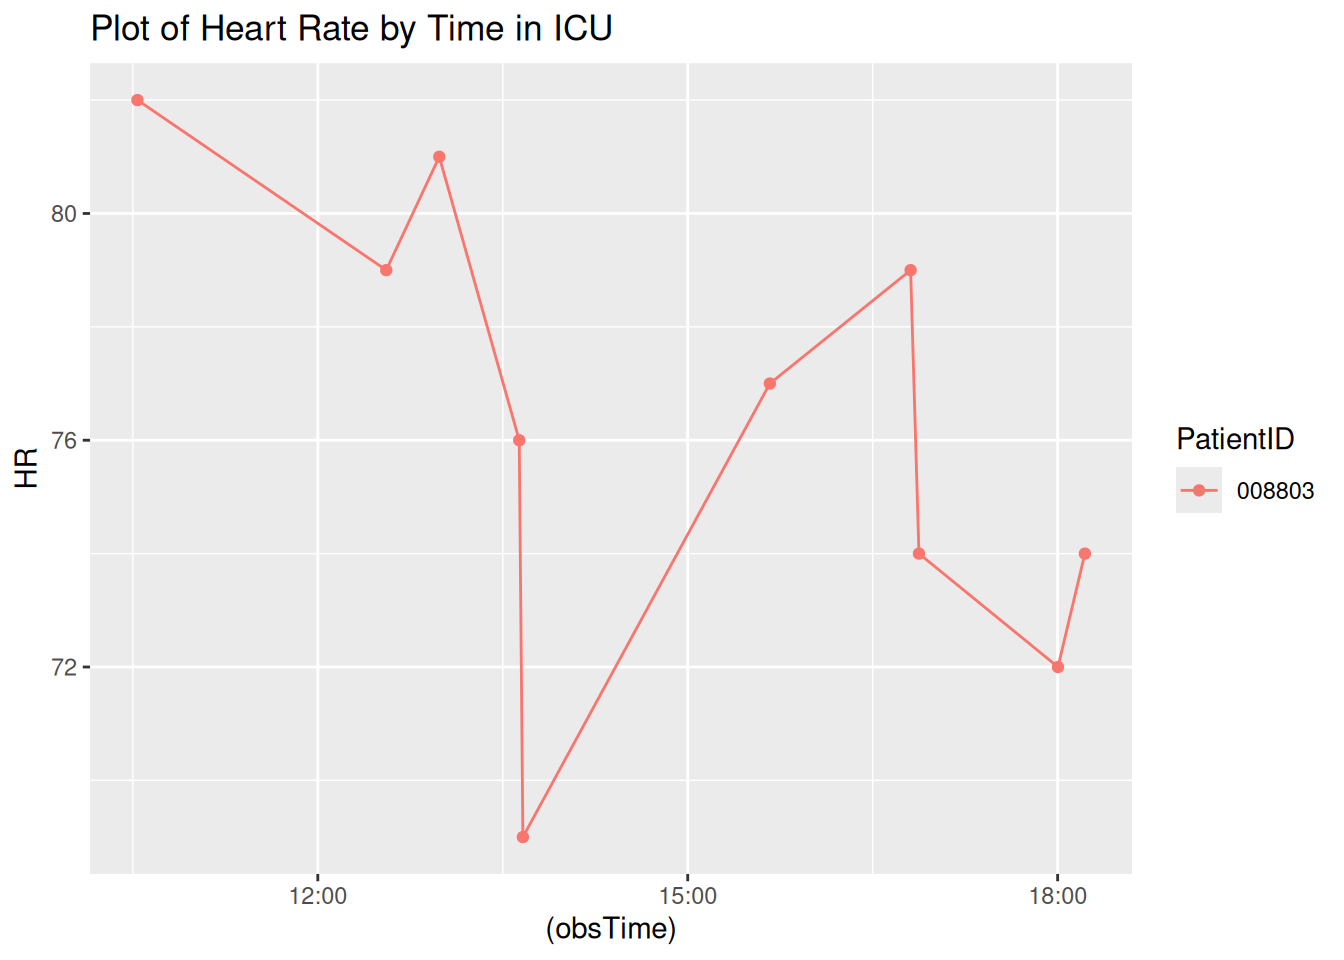 Plot of Heart Rate by Time in ICU
80
76
72
HR
12:00
15:00
18:00
(obsTime)
PatientID
008803